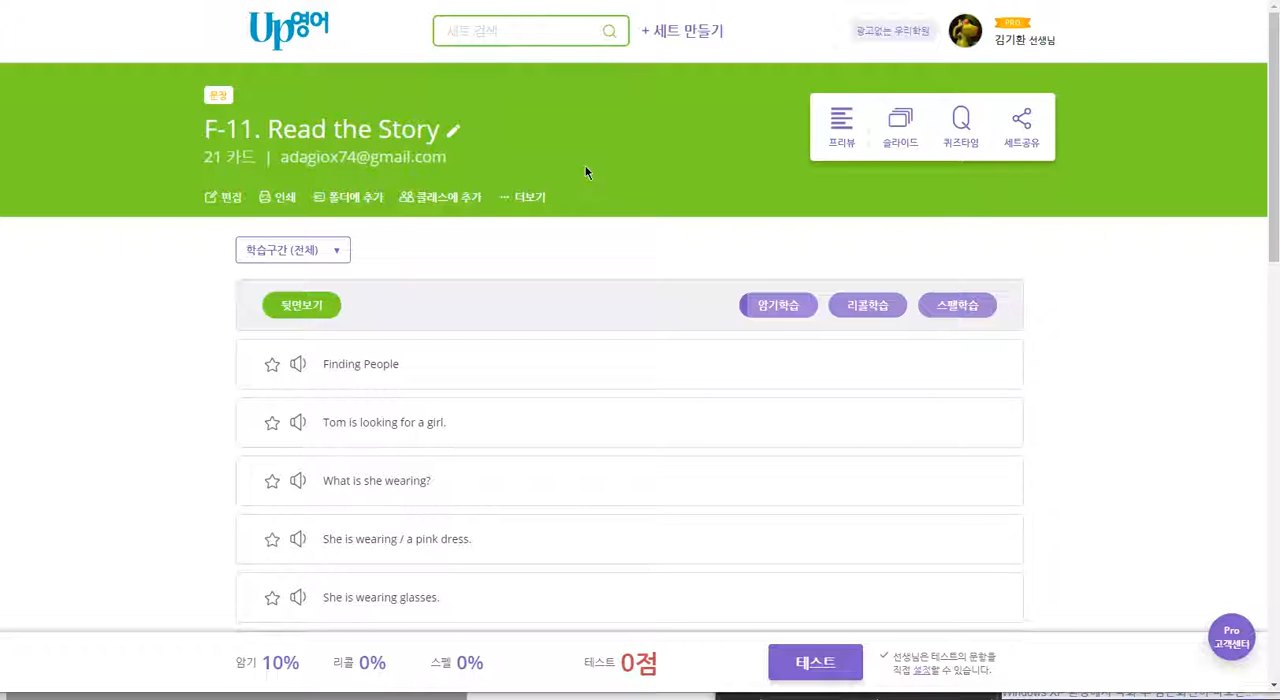 Up영어
세트 검색
+ 세트 만들기
광고없는 우리학원
PRO
김기환 선생님
문장
F-11. Read the Story
21 카드 | adagiox74@gmail.com
편집
인쇄
폴더에 추가
클래스에 추가
··· 더보기
프리뷰
슬라이드
퀴즈타임
세트공유
학습구간 (전체) ▼
뒷면보기
암기학습
리콜학습
스펠학습
Finding People
Tom is looking for a girl.
What is she wearing?
She is wearing / a pink dress.
She is wearing glasses.
Pro
고객센터
암기 10%
리콜 0%
스펠 0%
테스트 0점
테스트
선생님은 테스트의 문항을
직접 설정할 수 있습니다.